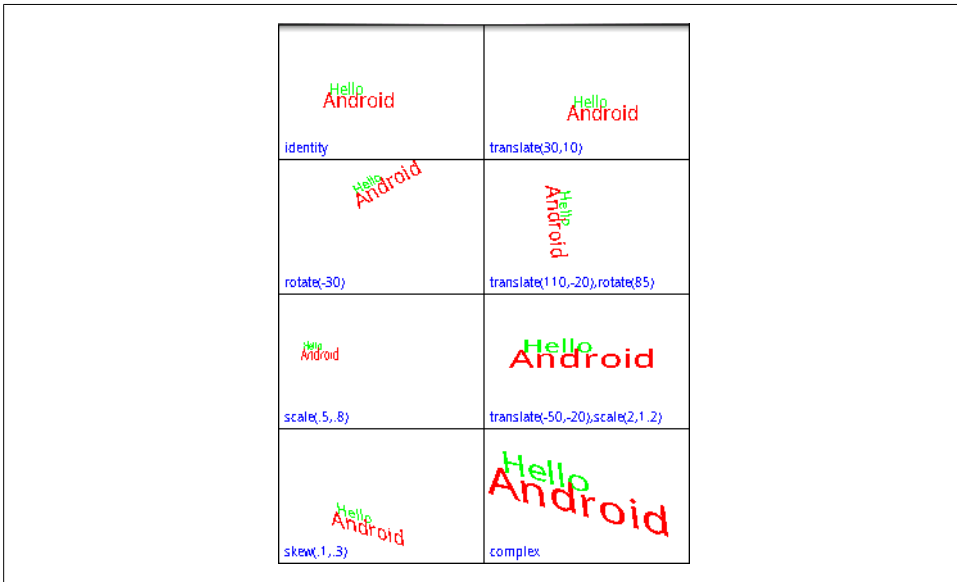 Hello
Android
identity
Hello
Android
translate(30,10)
Hello
Android
rotate(-30)
Hello
Android
translate(110,-20),rotate(85)
Hello
Android
scale(.5,.8)
Hello
Android
translate(-50,-20),scale(2,1.2)
Hello
Android
skew(.1,.3)
Hello
Android
complex